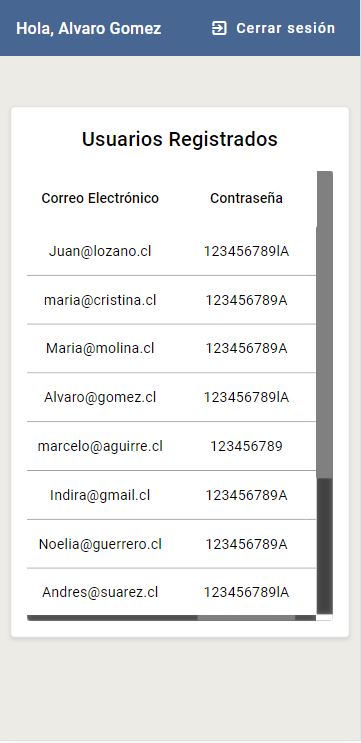 Hola, Alvaro Gomez Cerrar sesión
Usuarios Registrados
Correo Electrónico Contraseña
Juan@lozano.cl 123456789lA
maria@cristina.cl 123456789A
Maria@molina.cl 123456789A
Alvaro@gomez.cl 123456789lA
marcelo@aguirre.cl 123456789
Indira@gmail.cl 123456789A
Noelia@guerrero.cl 123456789A
Andres@suarez.cl 123456789lA